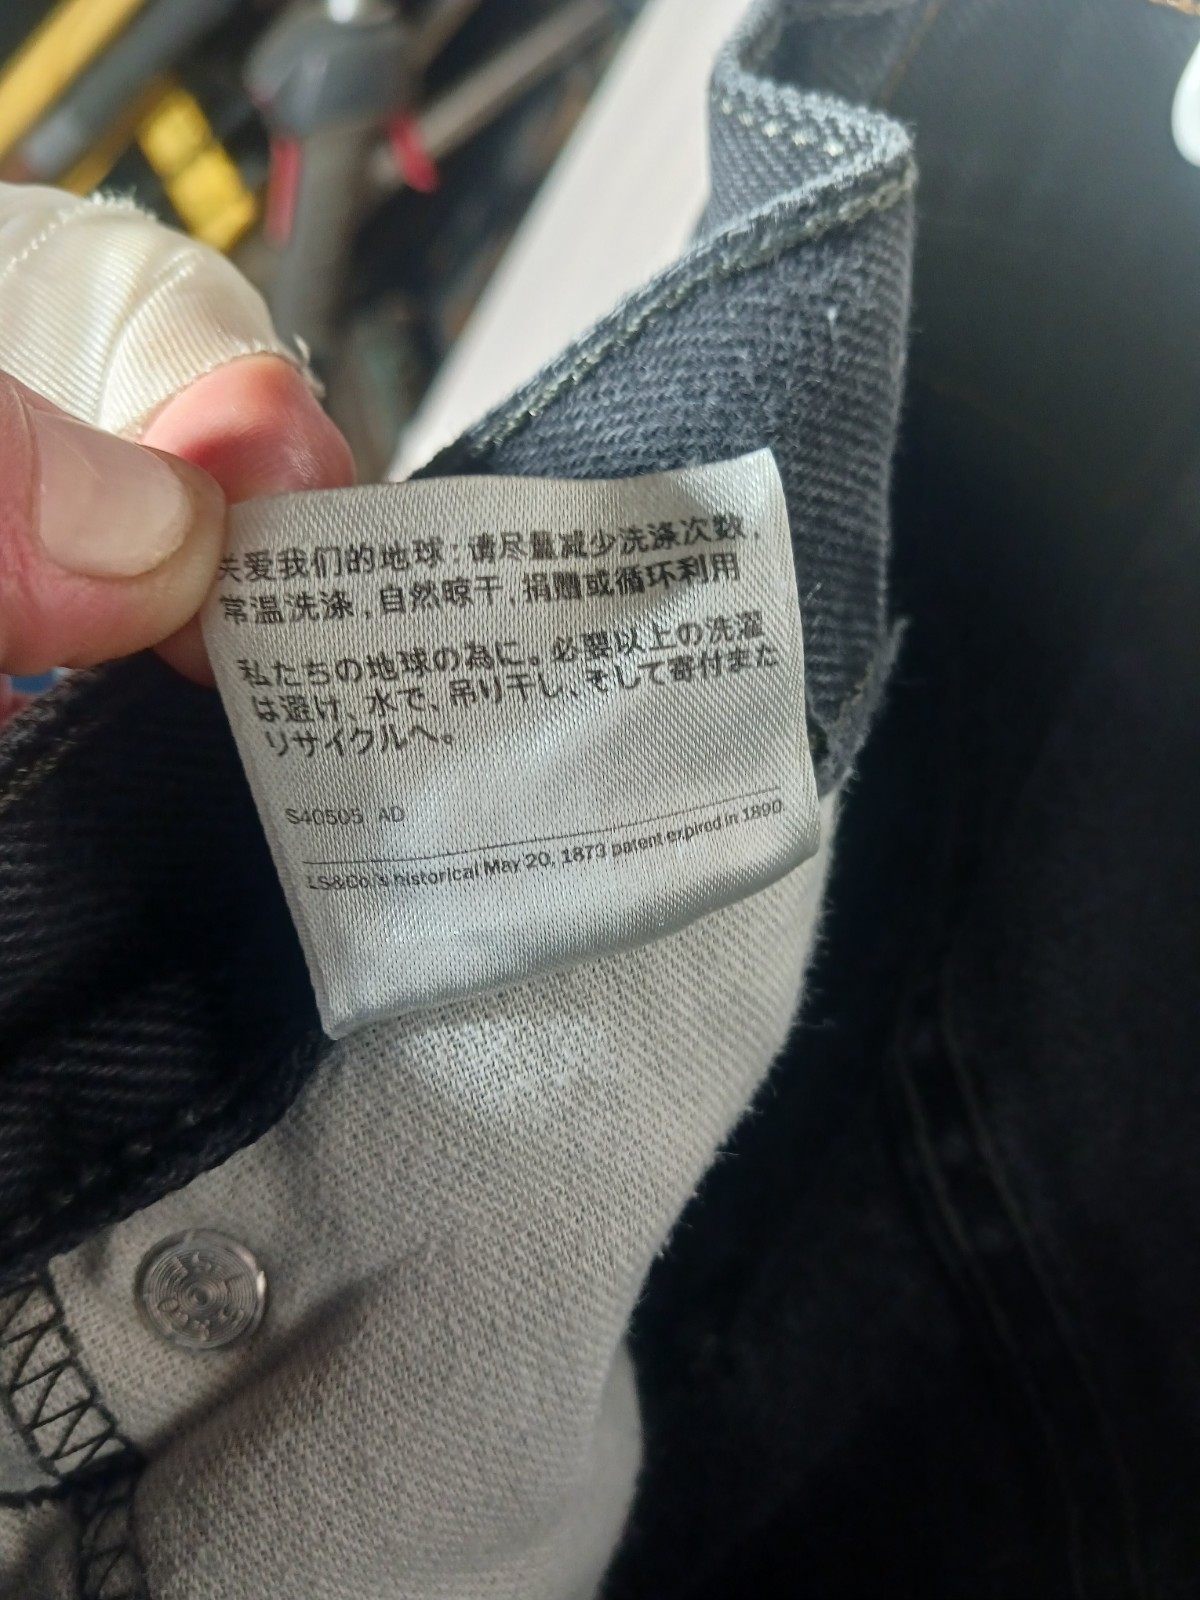 关爱我们的地球：请尽量减少洗涤次数，
常温洗涤，自然晾干，捐赠或循环利用
私たちの地球の為に。必要以上の洗濯
は避け、水で、吊り干し、そして寄付また
リサイクルへ。
S40505 AD
LS&Co.'s historical May 20, 1873 patent expired in 1890.